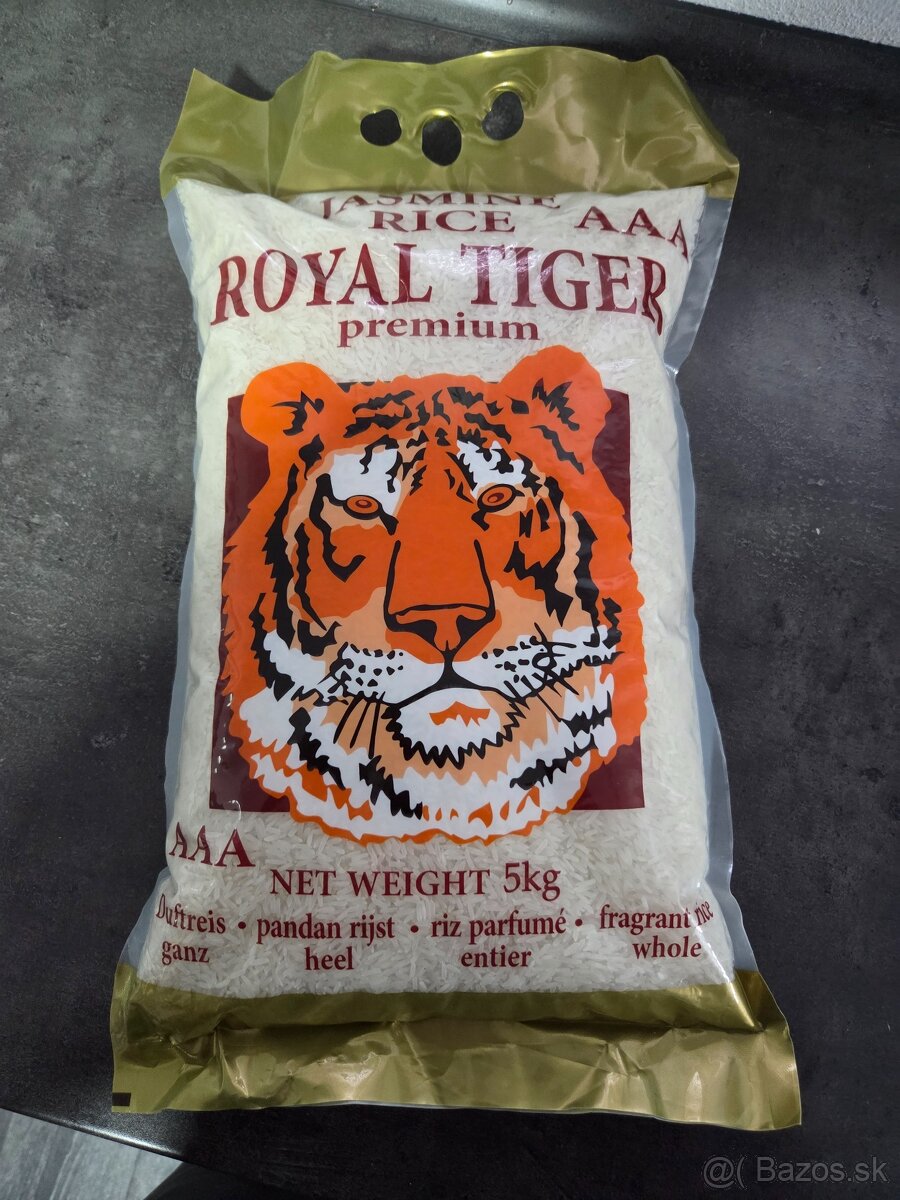 JASMINE
RICE AAA
ROYAL TIGER
premium
AAA
NET WEIGHT 5kg
Duftreis • pandan rijst • riz parfumé • fragrant rice
ganz heel entier whole
@( Bazos.sk